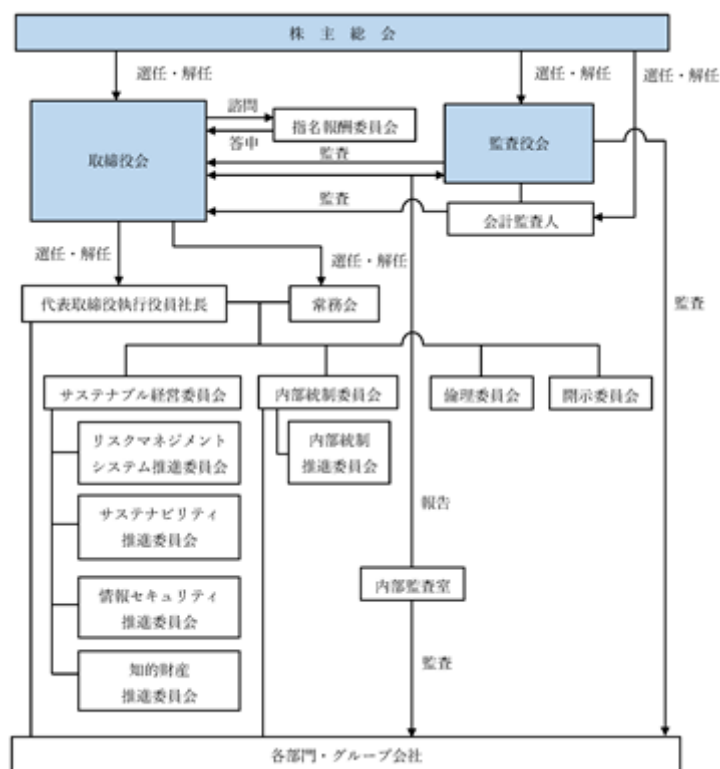 株 主 総 会
選任・解任
選任・解任
選任・解任
諮問
指名報酬委員会
答申
監査
取締役会
監査役会
監査
会計監査人
選任・解任
選任・解任
代表取締役執行役員社長
常務会
監査
サステナブル経営委員会
内部統制委員会
倫理委員会
開示委員会
リスクマネジメント
システム推進委員会
内部統制
推進委員会
サステナビリティ
推進委員会
報告
内部監査室
情報セキュリティ
推進委員会
監査
知的財産
推進委員会
各部門・グループ会社